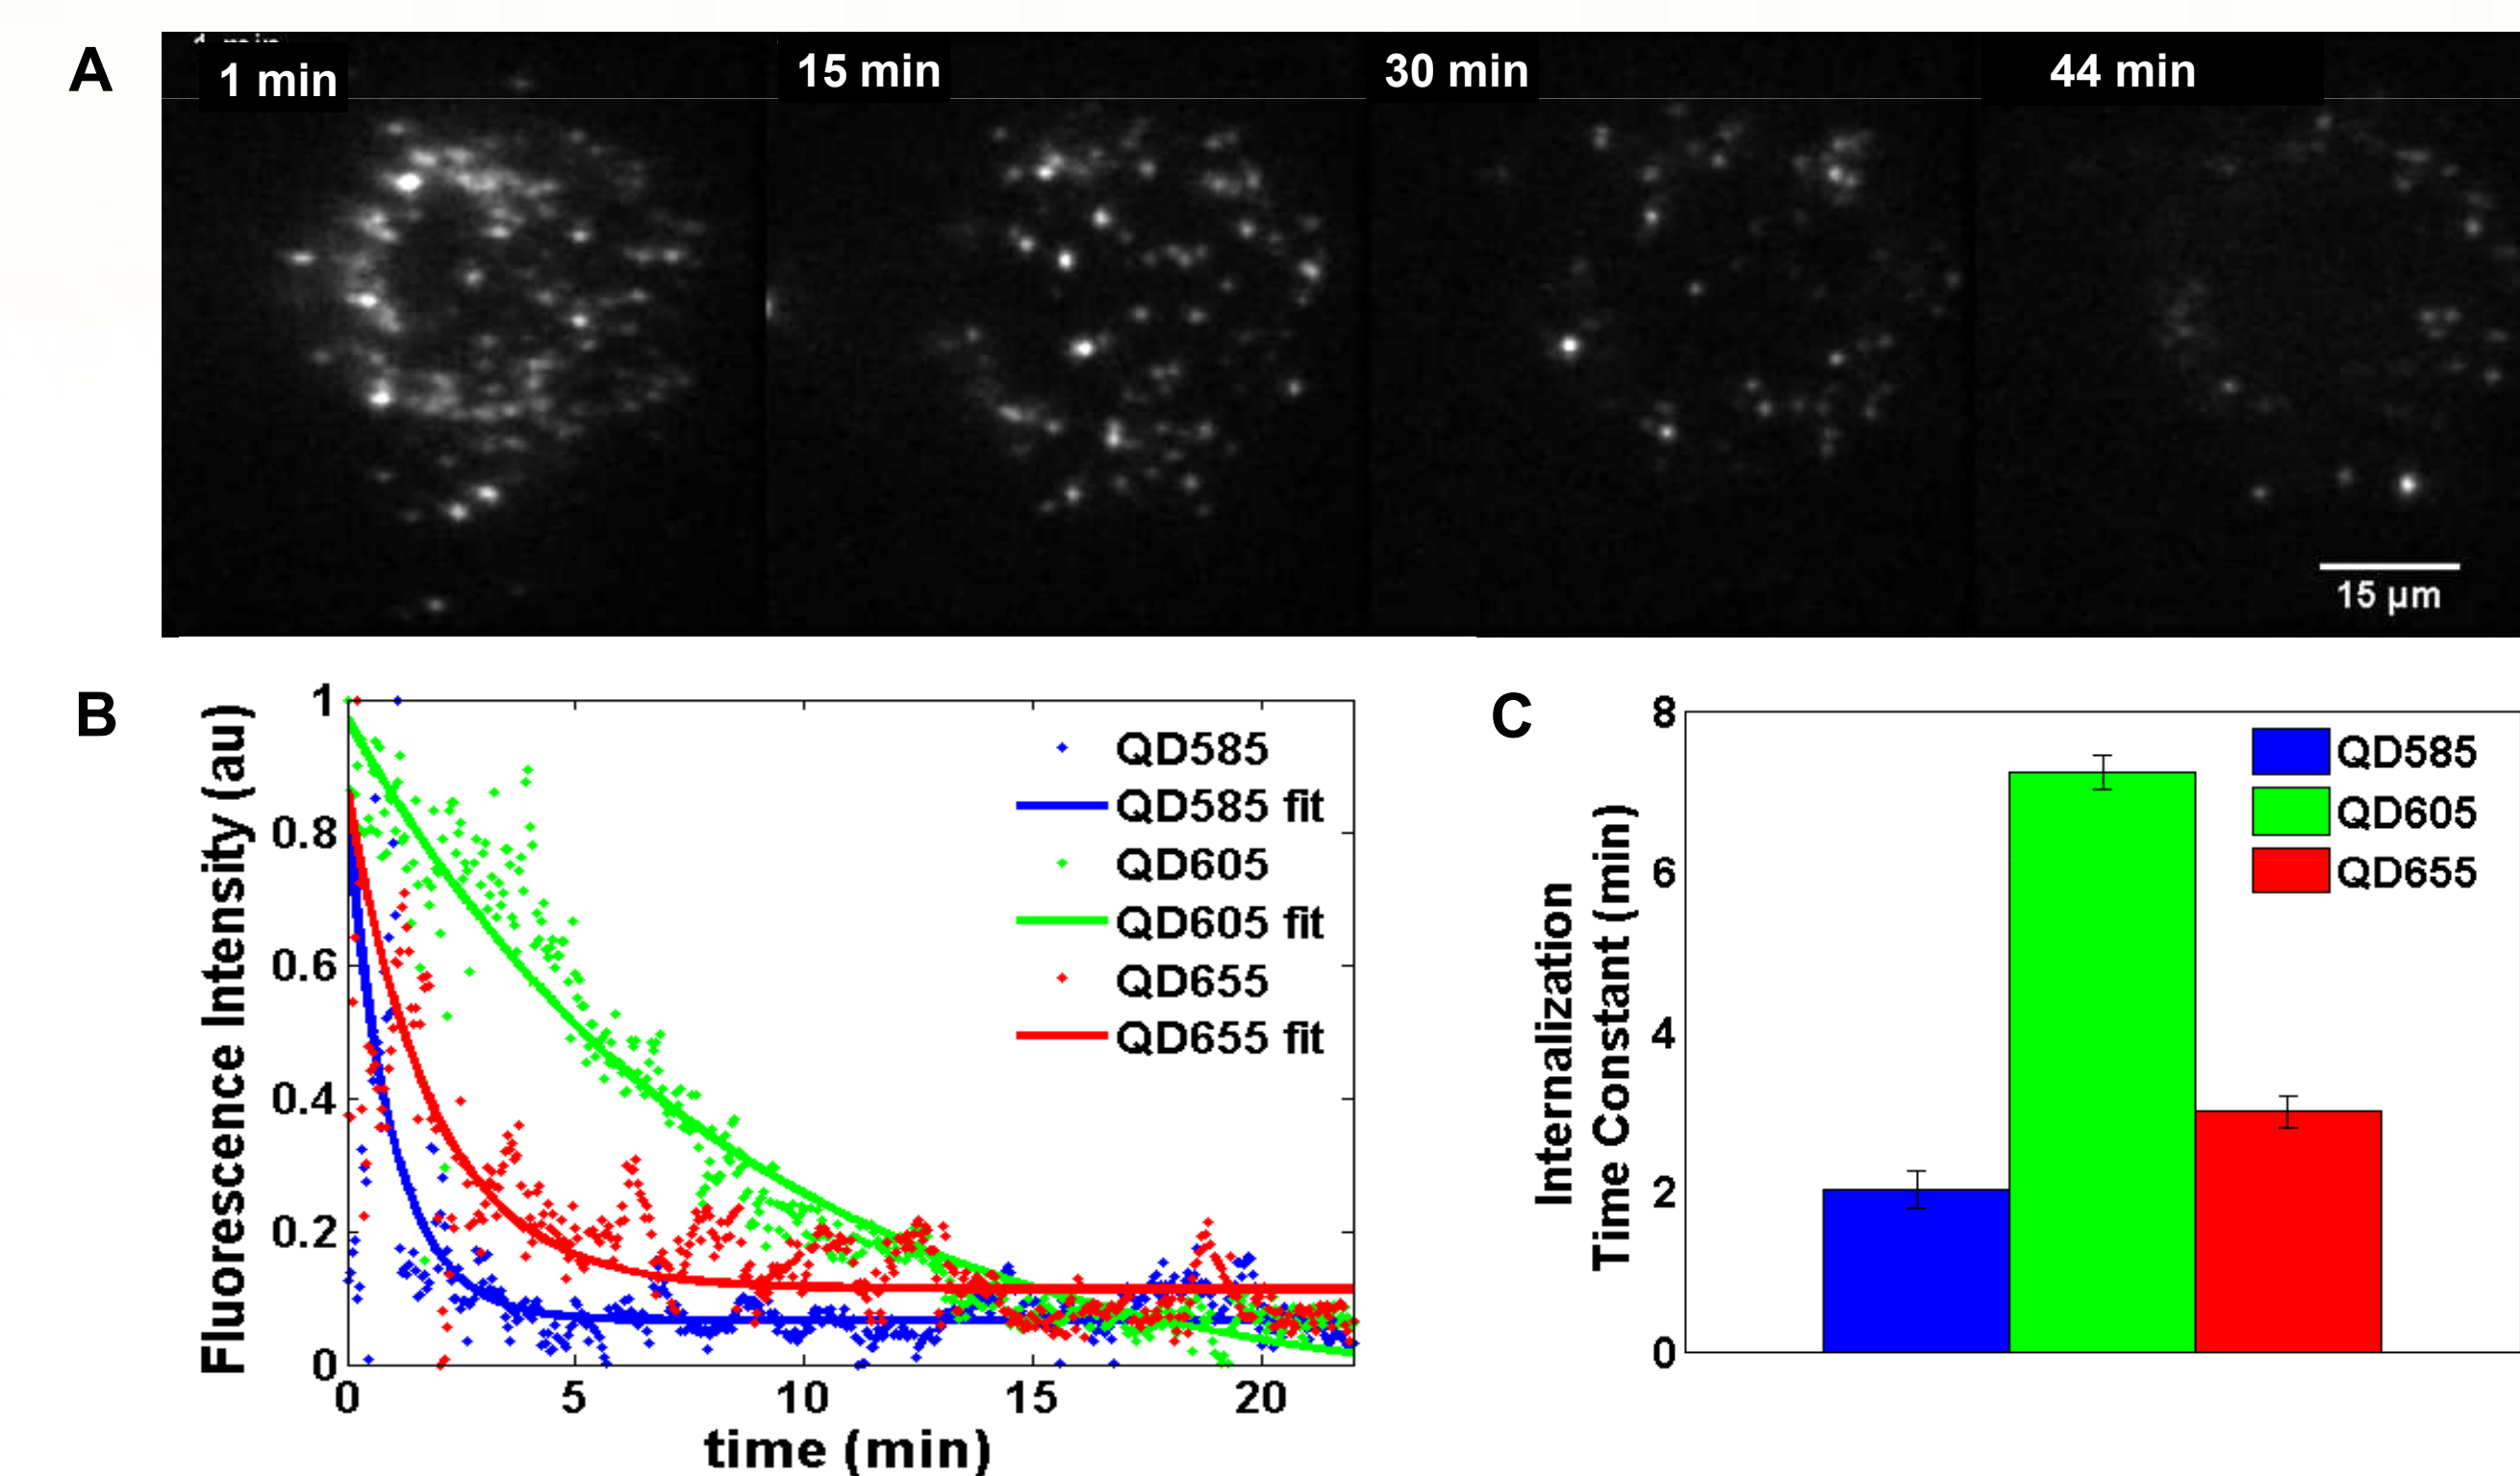 A
1 min
15 min
30 min
44 min
15 µm
B
Fluorescence Intensity (au)
1
0.8
0.6
0.4
0.2
0
0
5
10
15
20
time (min)
QD585
QD585 fit
QD605
QD605 fit
QD655
QD655 fit
C
Internalization
Time Constant (min)
8
6
4
2
0
QD585
QD605
QD655